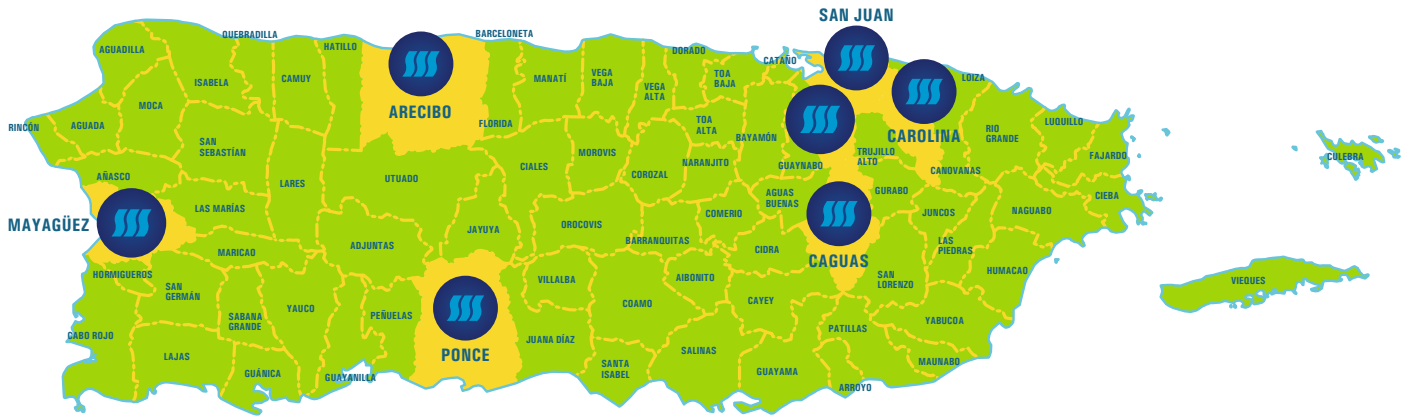 SAN JUAN
QUEBRADILLA
BARCELONETA
HATILLO
AGUADILLA
DORADO
CATAÑO
ISABELA
CAMUY
MANATÍ
VEGA
BAJA
VEGA
ALTA
TOA
BAJA
LOIZA
MOCA
ARECIBO
RINCÓN
AGUADA
FLORIDA
TOA
ALTA
BAYAMÓN
CAROLINA
RIO
GRANDE
LUQUILLO
SAN
SEBASTÍAN
MOROVIS
CIALES
COROZAL
NARANJITO
GUAYNABO
TRUJILLO
ALTO
CANOVANAS
FAJARDO
CULEBRA
AÑASCO
LARES
UTUADO
AGUAS
BUENAS
GURABO
CIEBA
MAYAGÜEZ
LAS MARÍAS
JAYUYA
OROCOVIS
COMERIO
JUNCOS
NAGUABO
MARICAO
ADJUNTAS
BARRANQUITAS
CIDRA
CAGUAS
LAS
PIEDRAS
HORMIGUEROS
SAN
GERMÁN
VILLALBA
AIBONITO
SAN
LORENZO
HUMACAO
VIEQUES
YAUCO
SABANA
GRANDE
PEÑUELAS
COAMO
CAYEY
CABO ROJO
PONCE
JUANA DÍAZ
PATILLAS
YABUCOA
LAJAS
GUÁNICA
GUAYANILLA
SANTA
ISABEL
SALINAS
GUAYAMA
ARROYO
MAUNABO